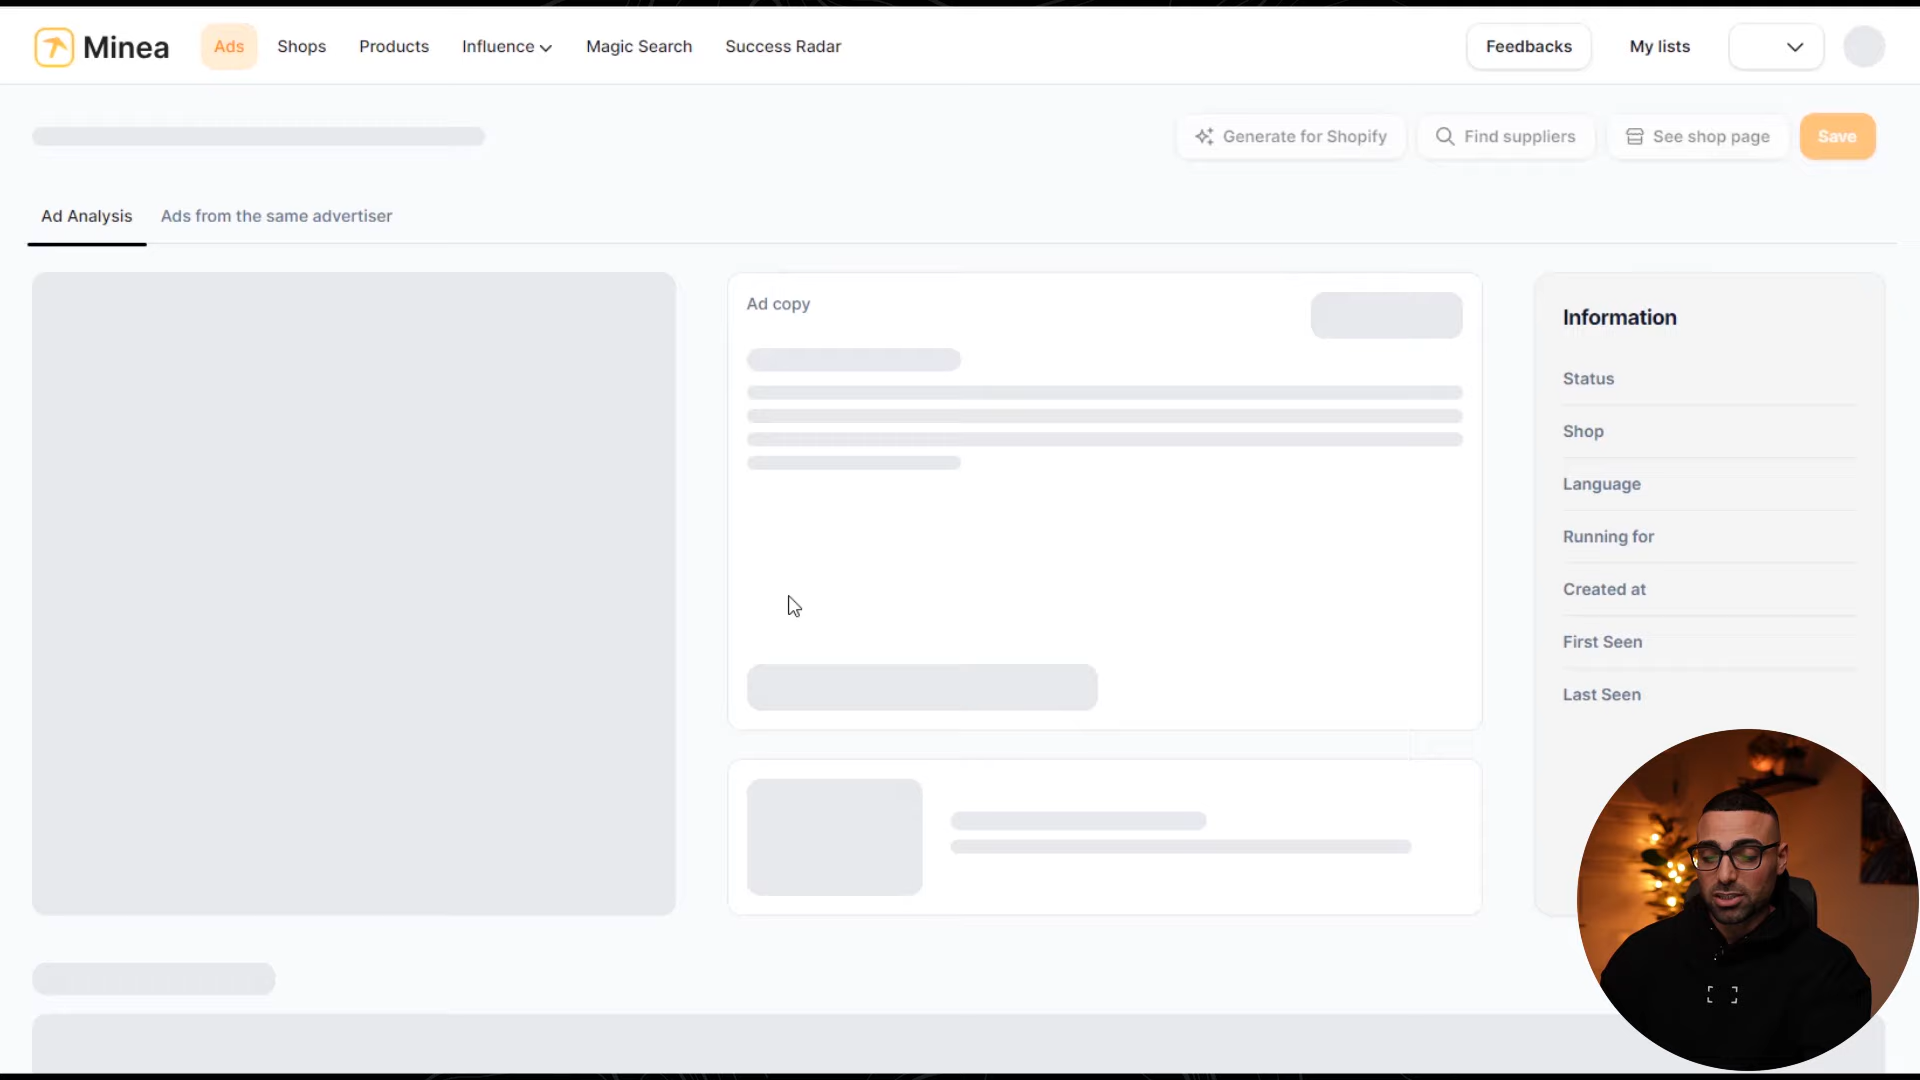 Minea
Ads
Shops
Products
Influence
Magic Search
Success Radar
Feedbacks
My lists
Generate for Shopify
Find suppliers
See shop page
Save
Ad Analysis
Ads from the same advertiser
Ad copy
Information
Status
Shop
Language
Running for
Created at
First Seen
Last Seen